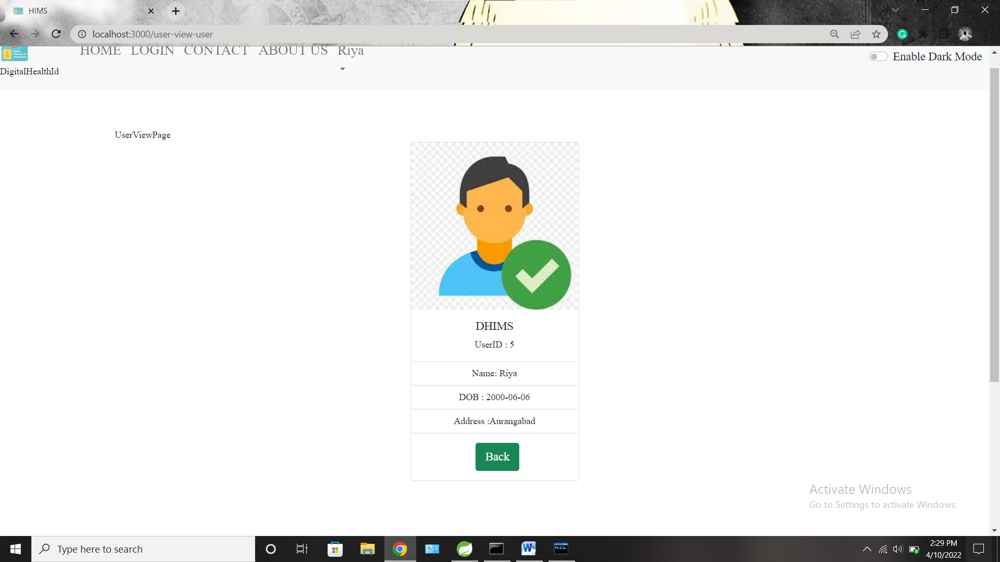 HIMS
localhost:3000/user-view-user
HOME LOGIN CONTACT ABOUT US Riya
Enable Dark Mode
DigitalHealthId
UserViewPage
DHIMS
UserID : 5
Name: Riya
DOB : 2000-06-06
Address :Aurangabad
Back
Activate Windows
Go to Settings to activate Windows.
Type here to search
MySQL
2:29 PM
4/10/2022